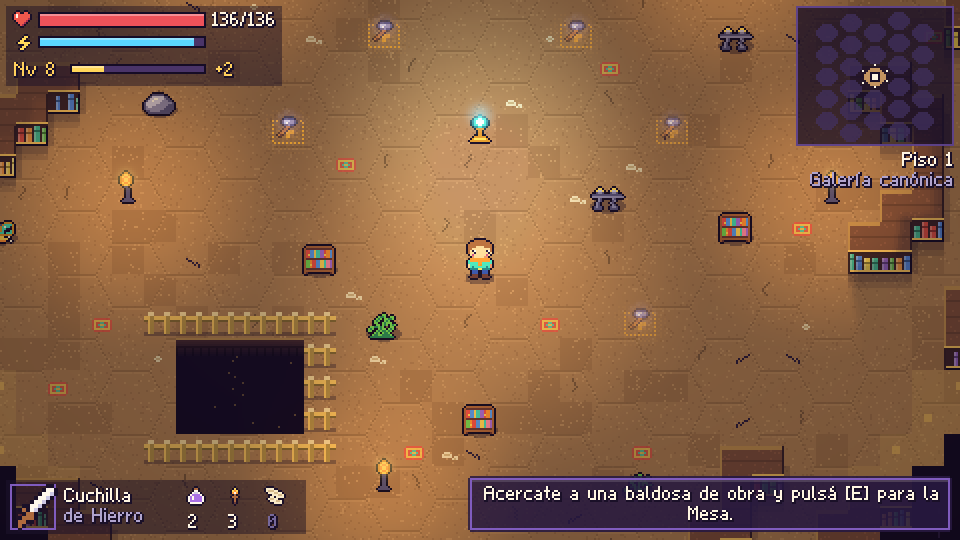 136/136
Nv 8
+2
Piso 1
Galería canónica
Cuchilla
de Hierro
2
3
0
Acercate a una baldosa de obra y pulsá [E] para la
Mesa.